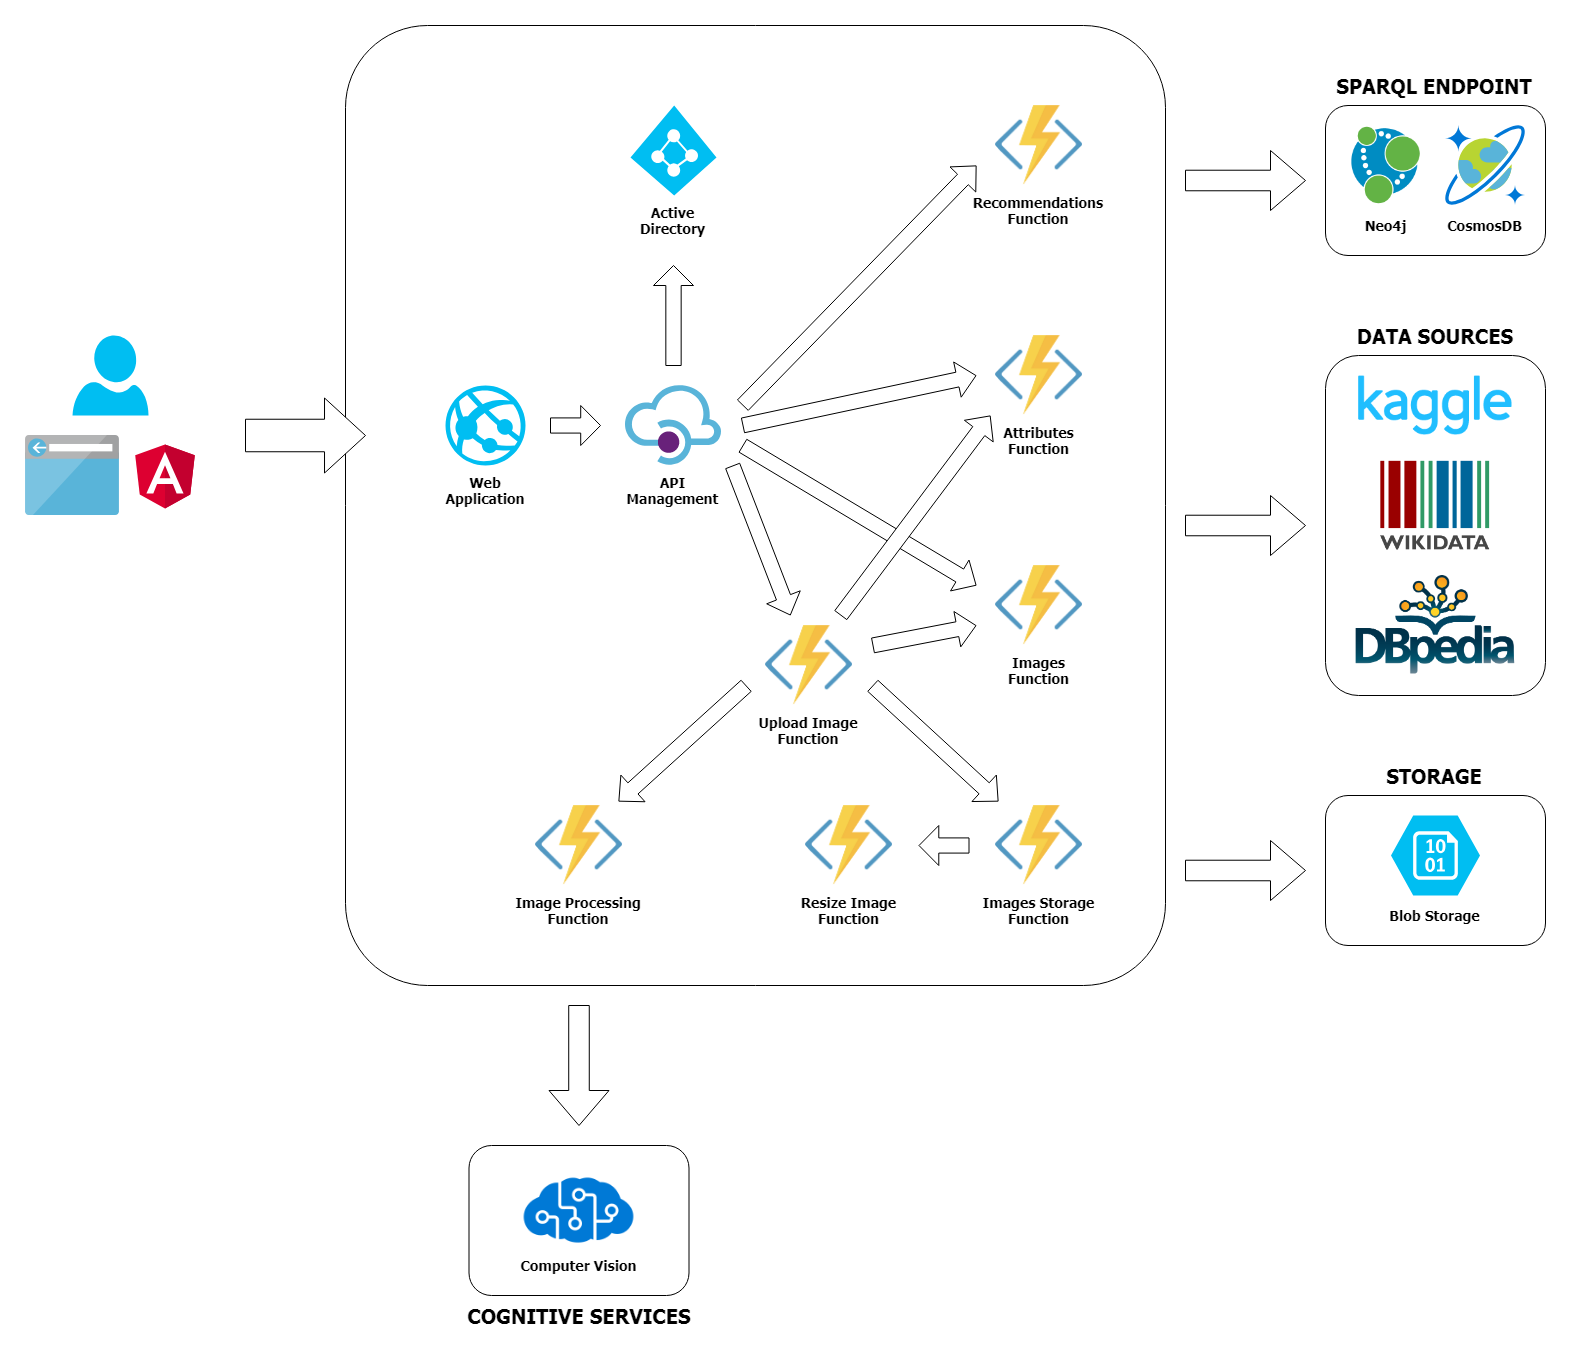 SPARQL ENDPOINT
Neo4j
CosmosDB
Active
Directory
Recommendations
Function
DATA SOURCES
kaggle
WIKIDATA
DBpedia
A
Web
Application
API
Management
Attributes
Function
Images
Function
Upload Image
Function
STORAGE
10
01
Blob Storage
Image Processing
Function
Resize Image
Function
Images Storage
Function
Computer Vision
COGNITIVE SERVICES